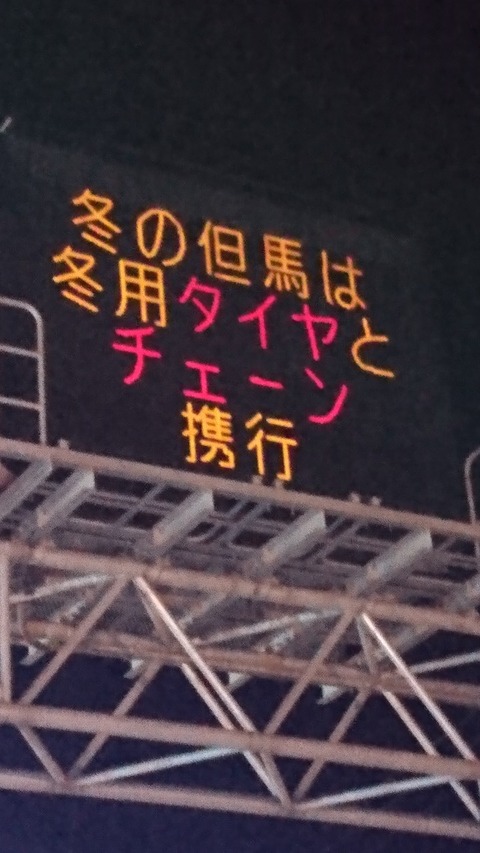 冬の但馬は
冬用タイヤと
チェーン
携行